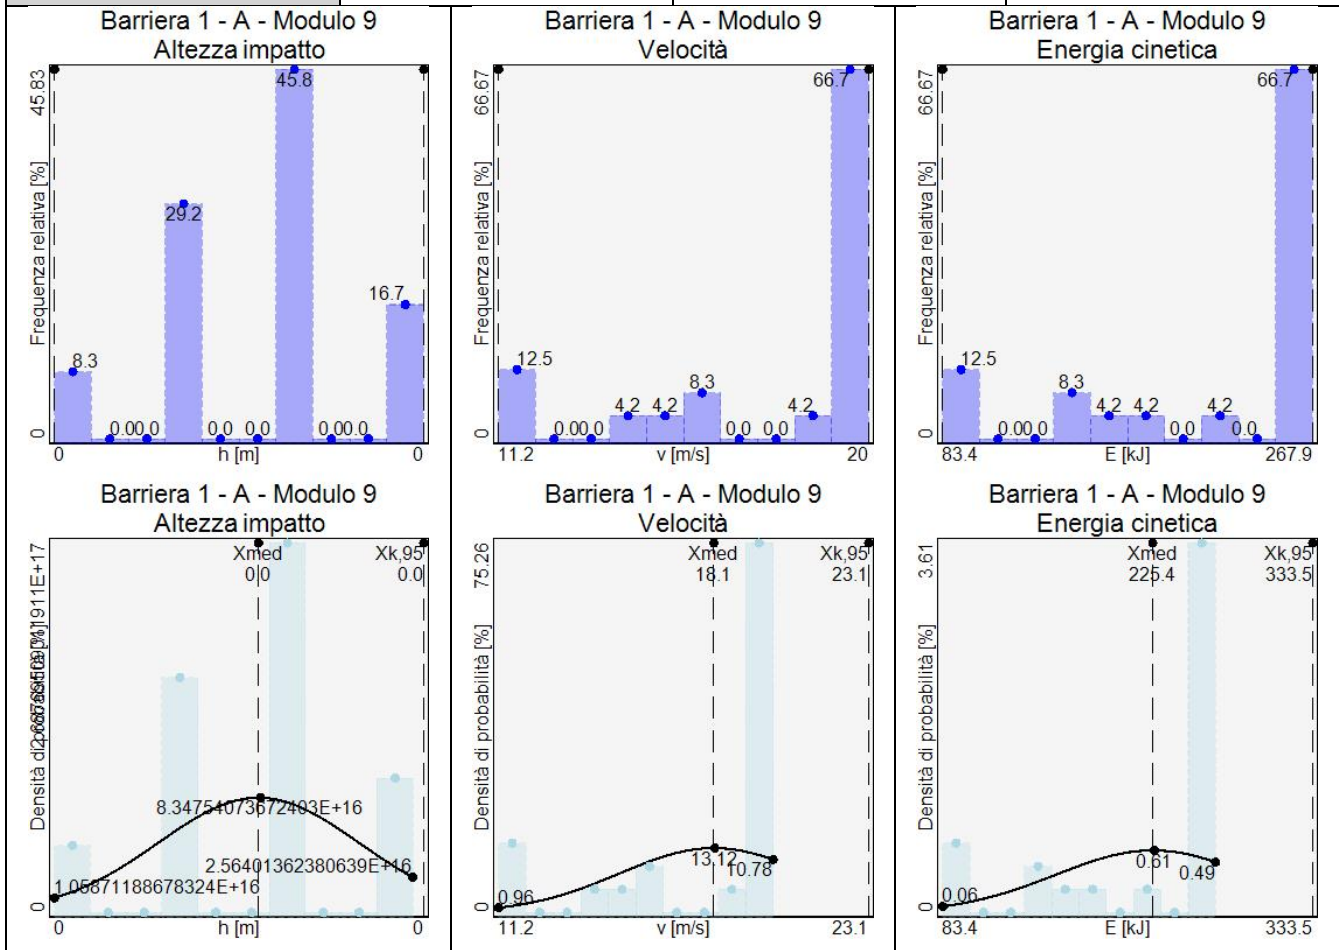 Barriera 1 - A - Modulo 9
Altezza impatto
45.83
Frequenza relativa [%]
0
8.3
0.0
0.0
29.2
0.0
0.0
45.8
0.0
0.0
16.7
0
h [m]
0
Barriera 1 - A - Modulo 9
Velocità
66.67
Frequenza relativa [%]
0
12.5
0.0
0.0
4.2
4.2
8.3
0.0
0.0
4.2
66.7
11.2
v [m/s]
20
Barriera 1 - A - Modulo 9
Energia cinetica
66.67
Frequenza relativa [%]
0
12.5
0.0
0.0
8.3
4.2
4.2
0.0
4.2
0.0
66.7
83.4
E [kJ]
267.9
Barriera 1 - A - Modulo 9
Altezza impatto
Densità di probabilità [%]
0
Xmed
0.0
Xk,95
0.0
8.34754073672403E+16
2.56401362380639E+16
1.05871188678324E+16
0
h [m]
0
Barriera 1 - A - Modulo 9
Velocità
75.26
Densità di probabilità [%]
0
Xmed
18.1
Xk,95
23.1
0.96
13.12
10.78
11.2
v [m/s]
23.1
Barriera 1 - A - Modulo 9
Energia cinetica
3.61
Densità di probabilità [%]
0
Xmed
225.4
Xk,95
333.5
0.06
0.61
0.49
83.4
E [kJ]
333.5